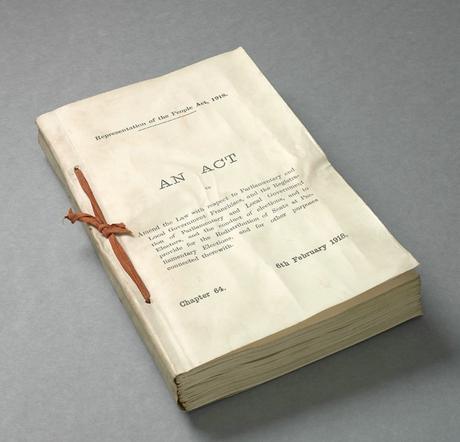 Representation of the People Act, 1918.
AN ACT
TO
Amend the Law with respect to Parliamentary and
Local Government Franchises, and the Registra-
tion of Parliamentary and Local Government
Electors, and the conduct of elections, and to
provide for the Redistribution of Seats at Par-
liamentary Elections, and for other purposes
connected therewith.
6th February 1918.
Chapter 64.